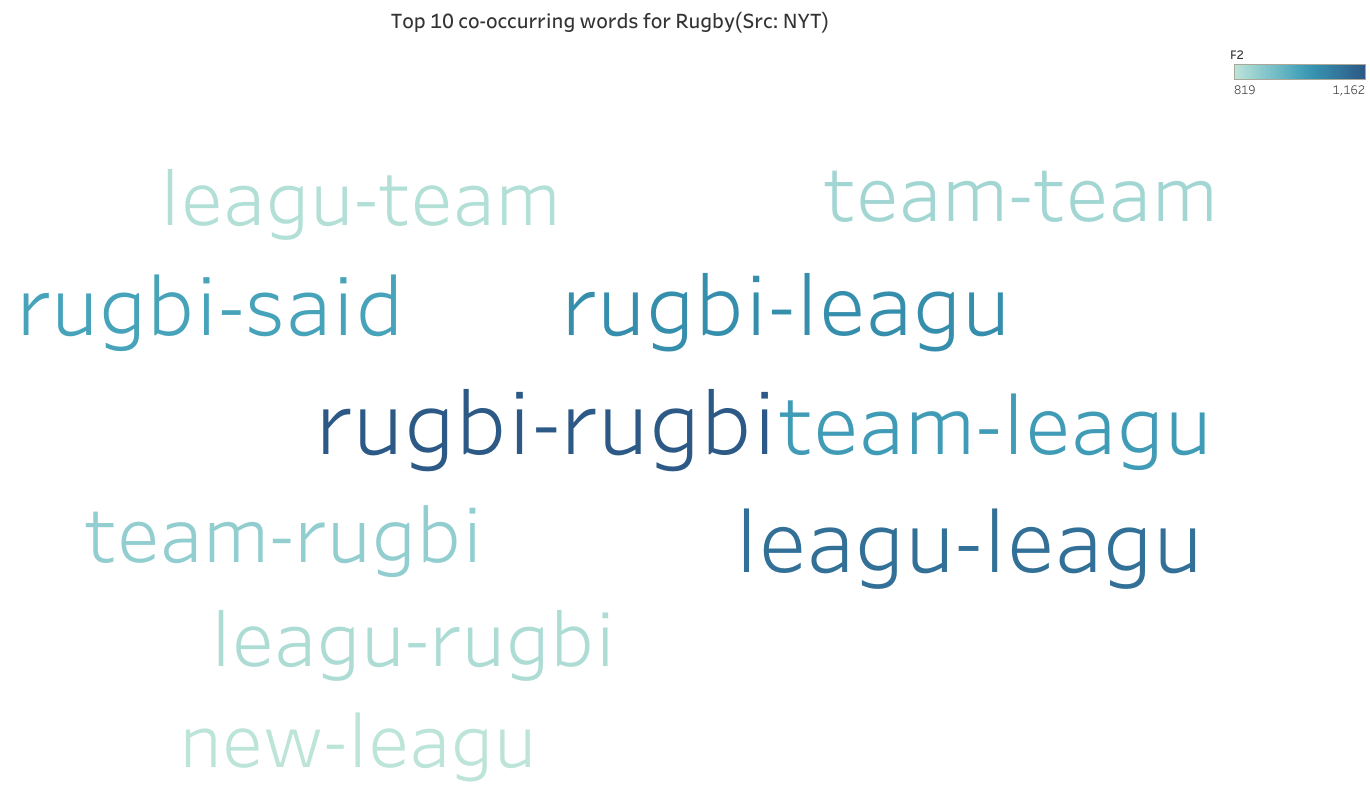 Top 10 co-occurring words for Rugby(Src: NYT)
F2
819 1,162
leagu-team team-team
rugbi-said rugbi-leagu
rugbi-rugbi team-leagu
team-rugbi leagu-leagu
leagu-rugbi
new-leagu